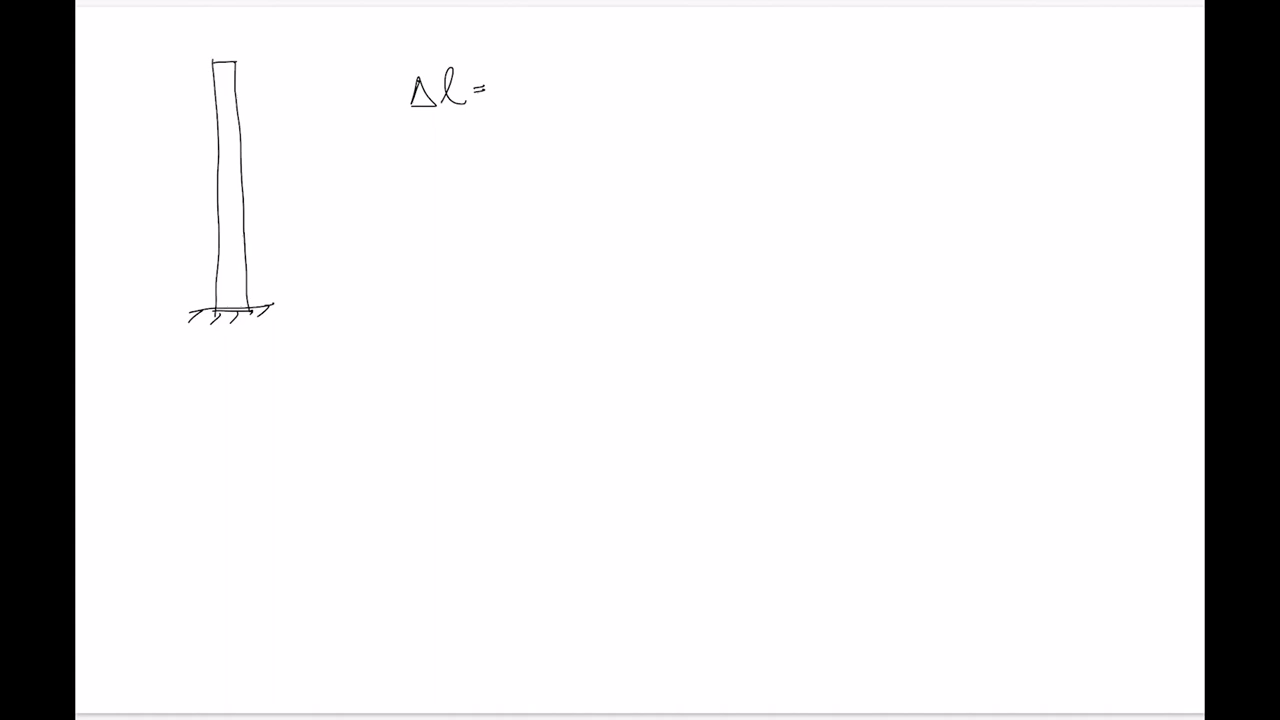 Δl =